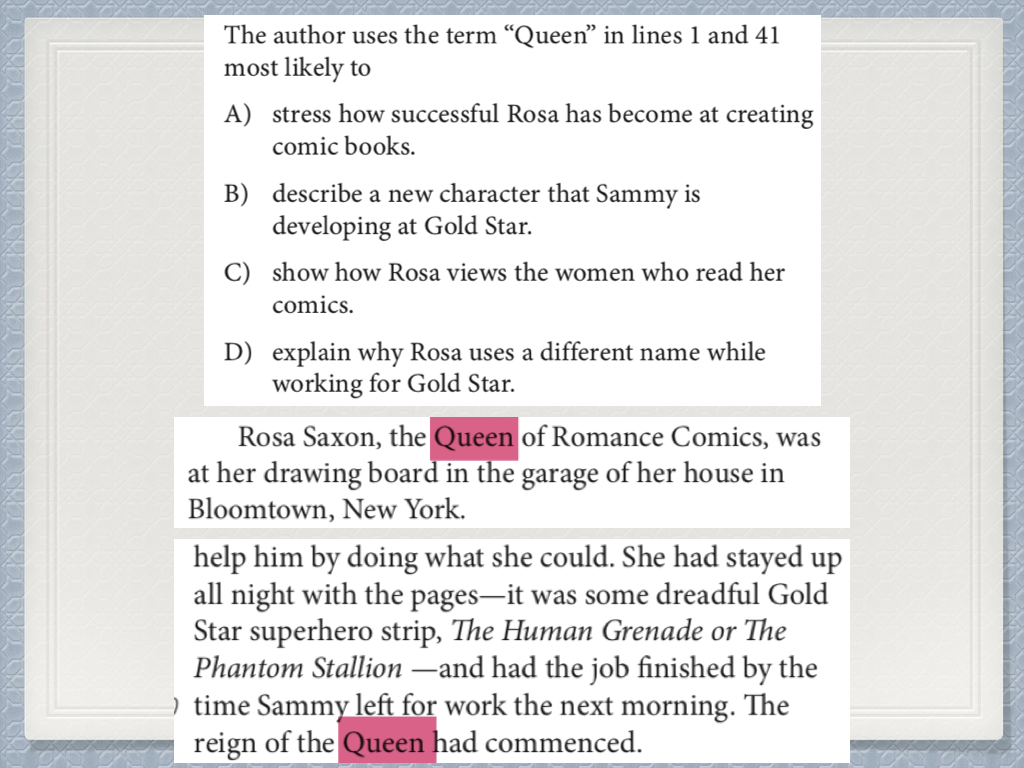 The author uses the term “Queen” in lines 1 and 41
most likely to
A) stress how successful Rosa has become at creating
comic books.
B) describe a new character that Sammy is
developing at Gold Star.
C) show how Rosa views the women who read her
comics.
D) explain why Rosa uses a different name while
working for Gold Star.
Rosa Saxon, the Queen of Romance Comics, was
at her drawing board in the garage of her house in
Bloomtown, New York.
help him by doing what she could. She had stayed up
all night with the pages—it was some dreadful Gold
Star superhero strip, The Human Grenade or The
Phantom Stallion —and had the job finished by the
time Sammy left for work the next morning. The
reign of the Queen had commenced.